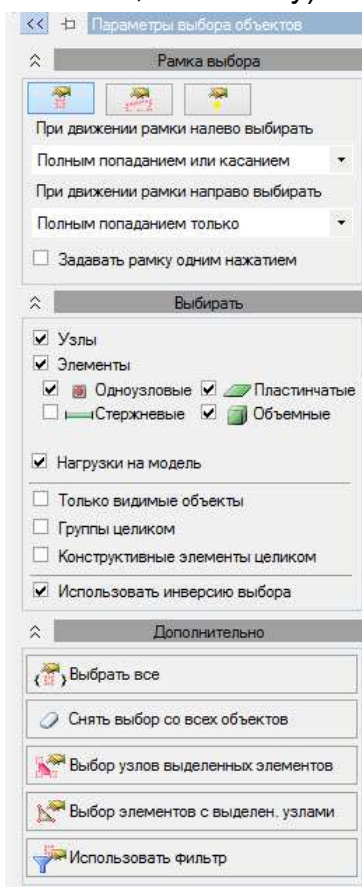 << Параметры выбора объектов
Рамка выбора
При движении рамки налево выбирать
Полным попаданием или касанием
При движении рамки направо выбирать
Полным попаданием только
Задавать рамку одним нажатием
Выбирать
Узлы
Элементы
Одноузловые Пластинчатые
Стержневые Объемные
Нагрузки на модель
Только видимые объекты
Группы целиком
Конструктивные элементы целиком
Использовать инверсию выбора
Дополнительно
Выбрать все
Снять выбор со всех объектов
Выбор узлов выделенных элементов
Выбор элементов с выделен. узлами
Использовать фильтр